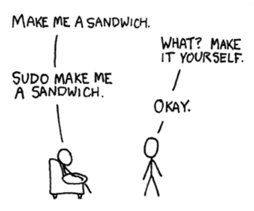 MAKE ME A SANDWICH.
WHAT? MAKE
IT YOURSELF.
SUDO MAKE ME
A SANDWICH.
OKAY.